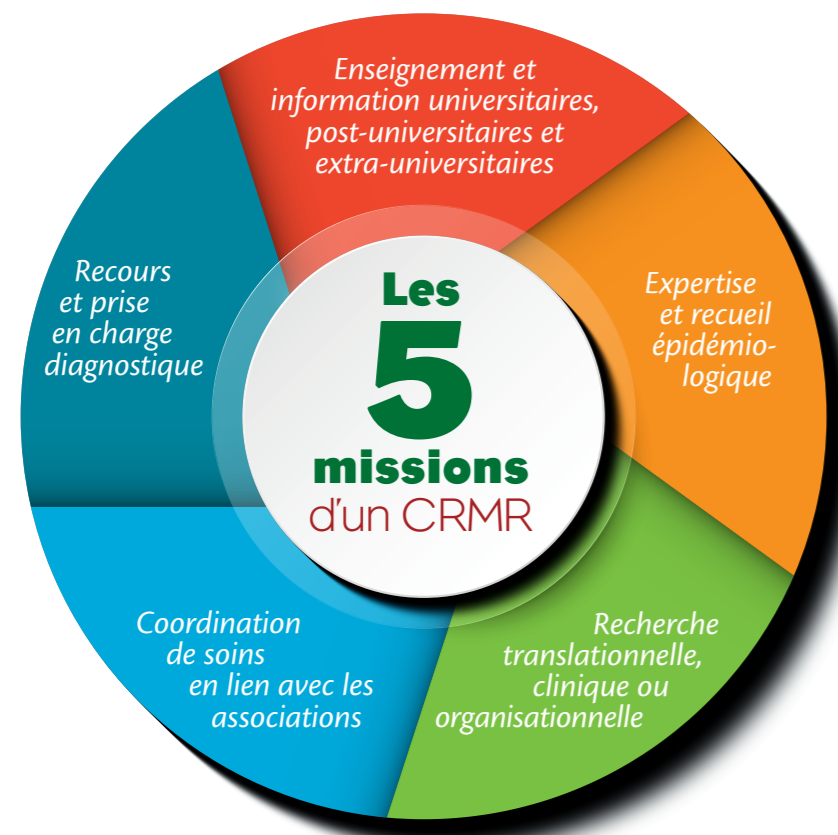 Les
5
missions
d'un CRMR
Enseignement et
information universitaires,
post-universitaires et
extra-universitaires
Expertise
et recueil
épidémio-
logique
Recherche
translationnelle,
clinique ou
organisationnelle
Coordination
de soins
en lien avec les
associations
Recours
et prise
en charge
diagnostique